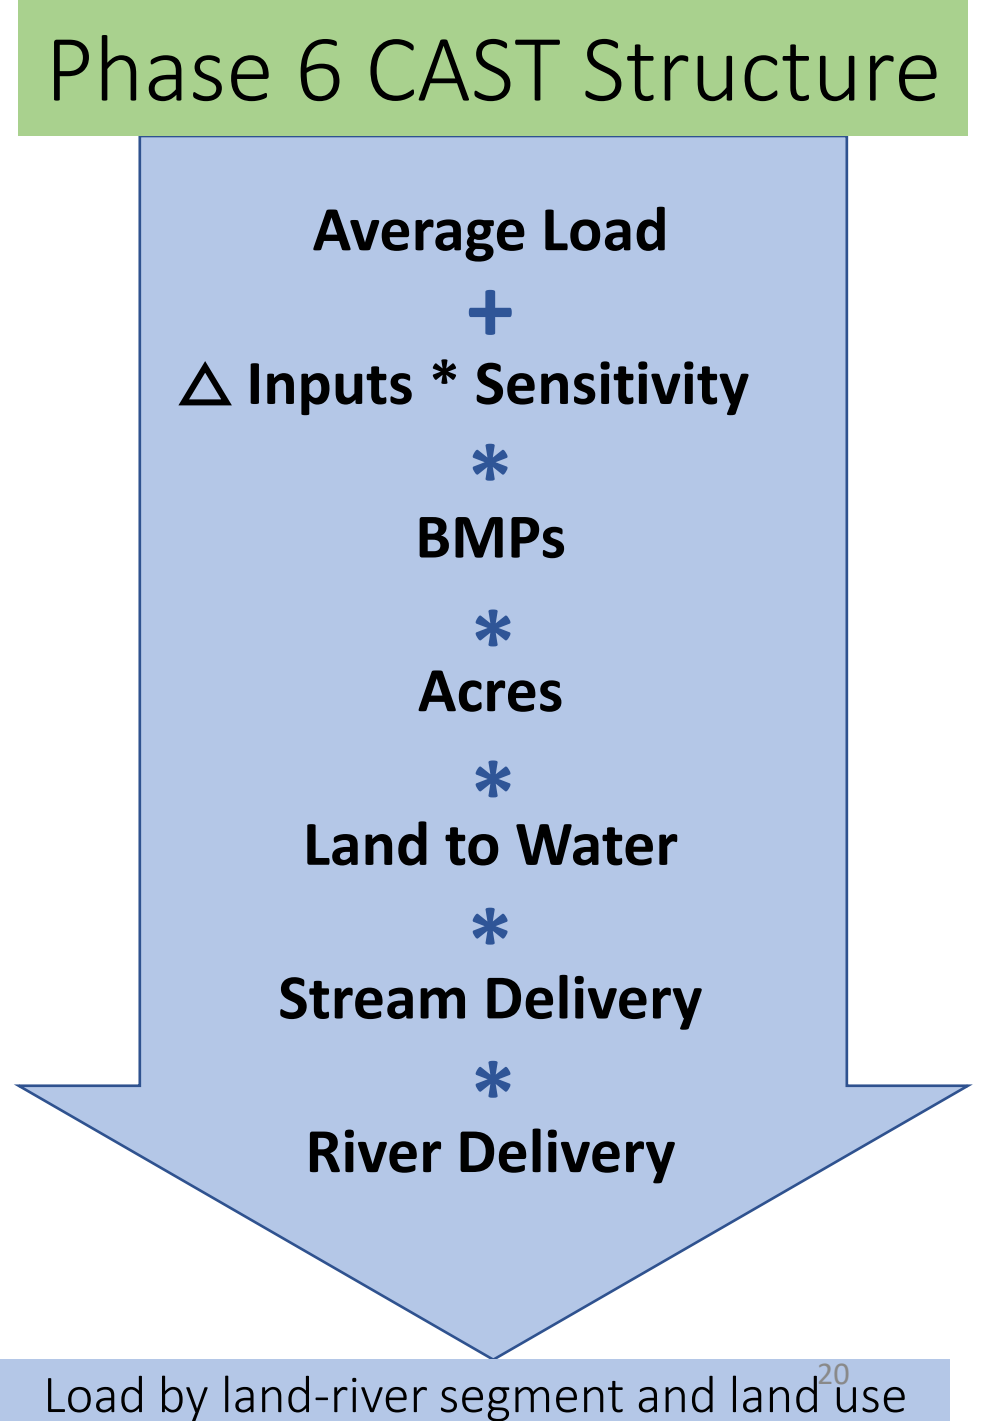 Phase 6 CAST Structure
Average Load
+
△ Inputs * Sensitivity
*
BMPs
*
Acres
*
Land to Water
*
Stream Delivery
*
River Delivery
20
Load by land-river segment and land use